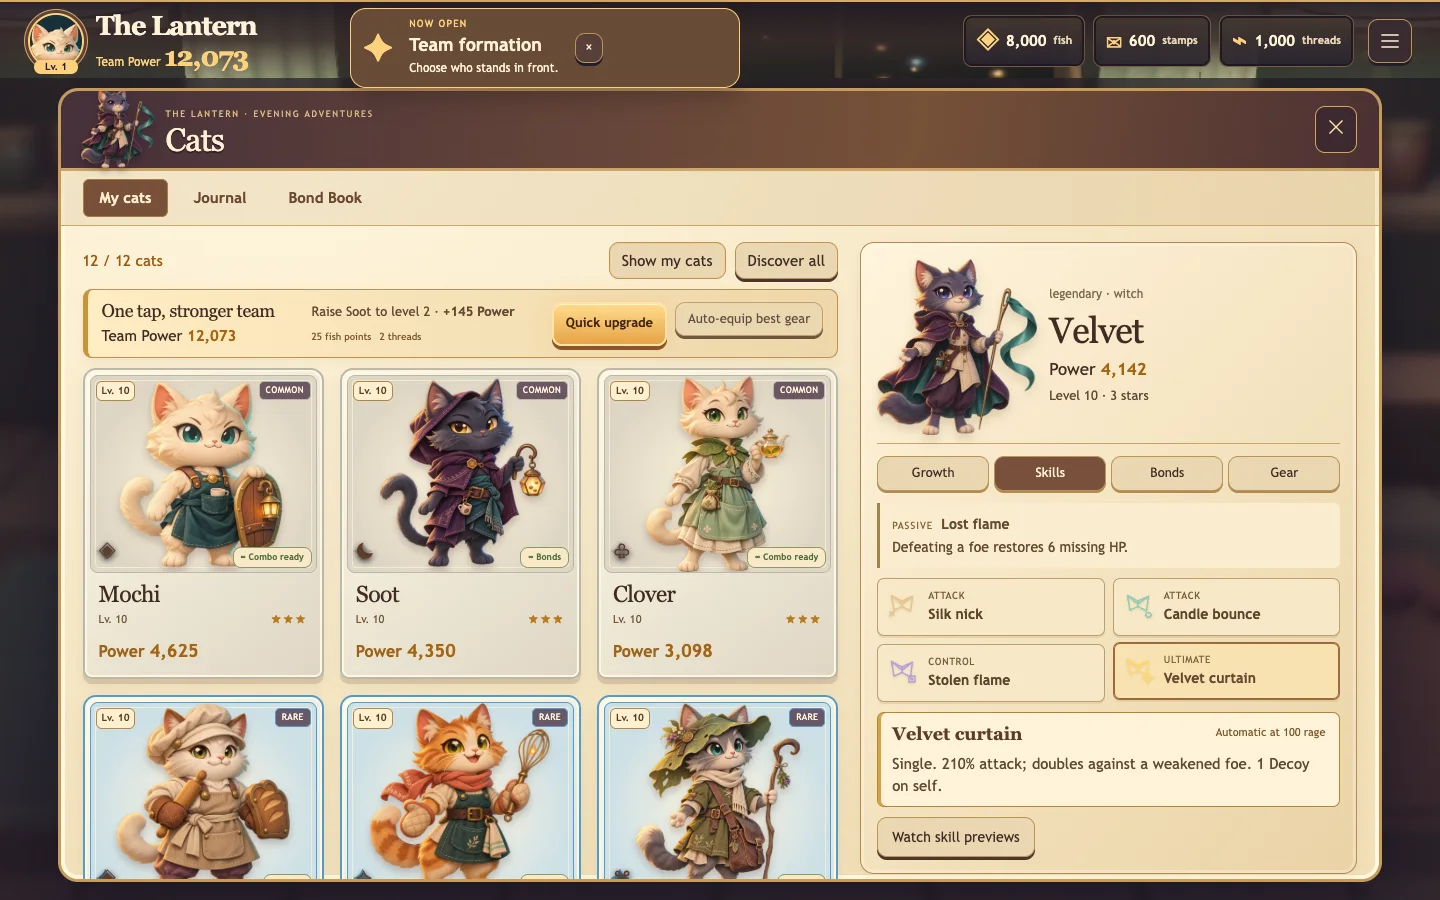 The Lantern
Team Power 12,073
Lv. 1
NOW OPEN
Team formation
Choose who stands in front.
×
8,000 fish
600 stamps
1,000 threads
THE LANTERN · EVENING ADVENTURES
Cats
My cats
Journal
Bond Book
12 / 12 cats
Show my cats
Discover all
One tap, stronger team
Team Power 12,073
Raise Soot to level 2 · +145 Power
25 fish points 2 threads
Quick upgrade
Auto-equip best gear
Lv. 10
COMMON
Combo ready
Mochi
Lv. 10
Power 4,625
Lv. 10
COMMON
Bonds
Soot
Lv. 10
Power 4,350
Lv. 10
COMMON
Combo ready
Clover
Lv. 10
Power 3,098
Lv. 10
RARE
Lv. 10
RARE
Lv. 10
RARE
legendary · witch
Velvet
Power 4,142
Level 10 · 3 stars
Growth
Skills
Bonds
Gear
PASSIVE Lost flame
Defeating a foe restores 6 missing HP.
ATTACK
Silk nick
ATTACK
Candle bounce
CONTROL
Stolen flame
ULTIMATE
Velvet curtain
Velvet curtain
Automatic at 100 rage
Single. 210% attack; doubles against a weakened foe. 1 Decoy
on self.
Watch skill previews